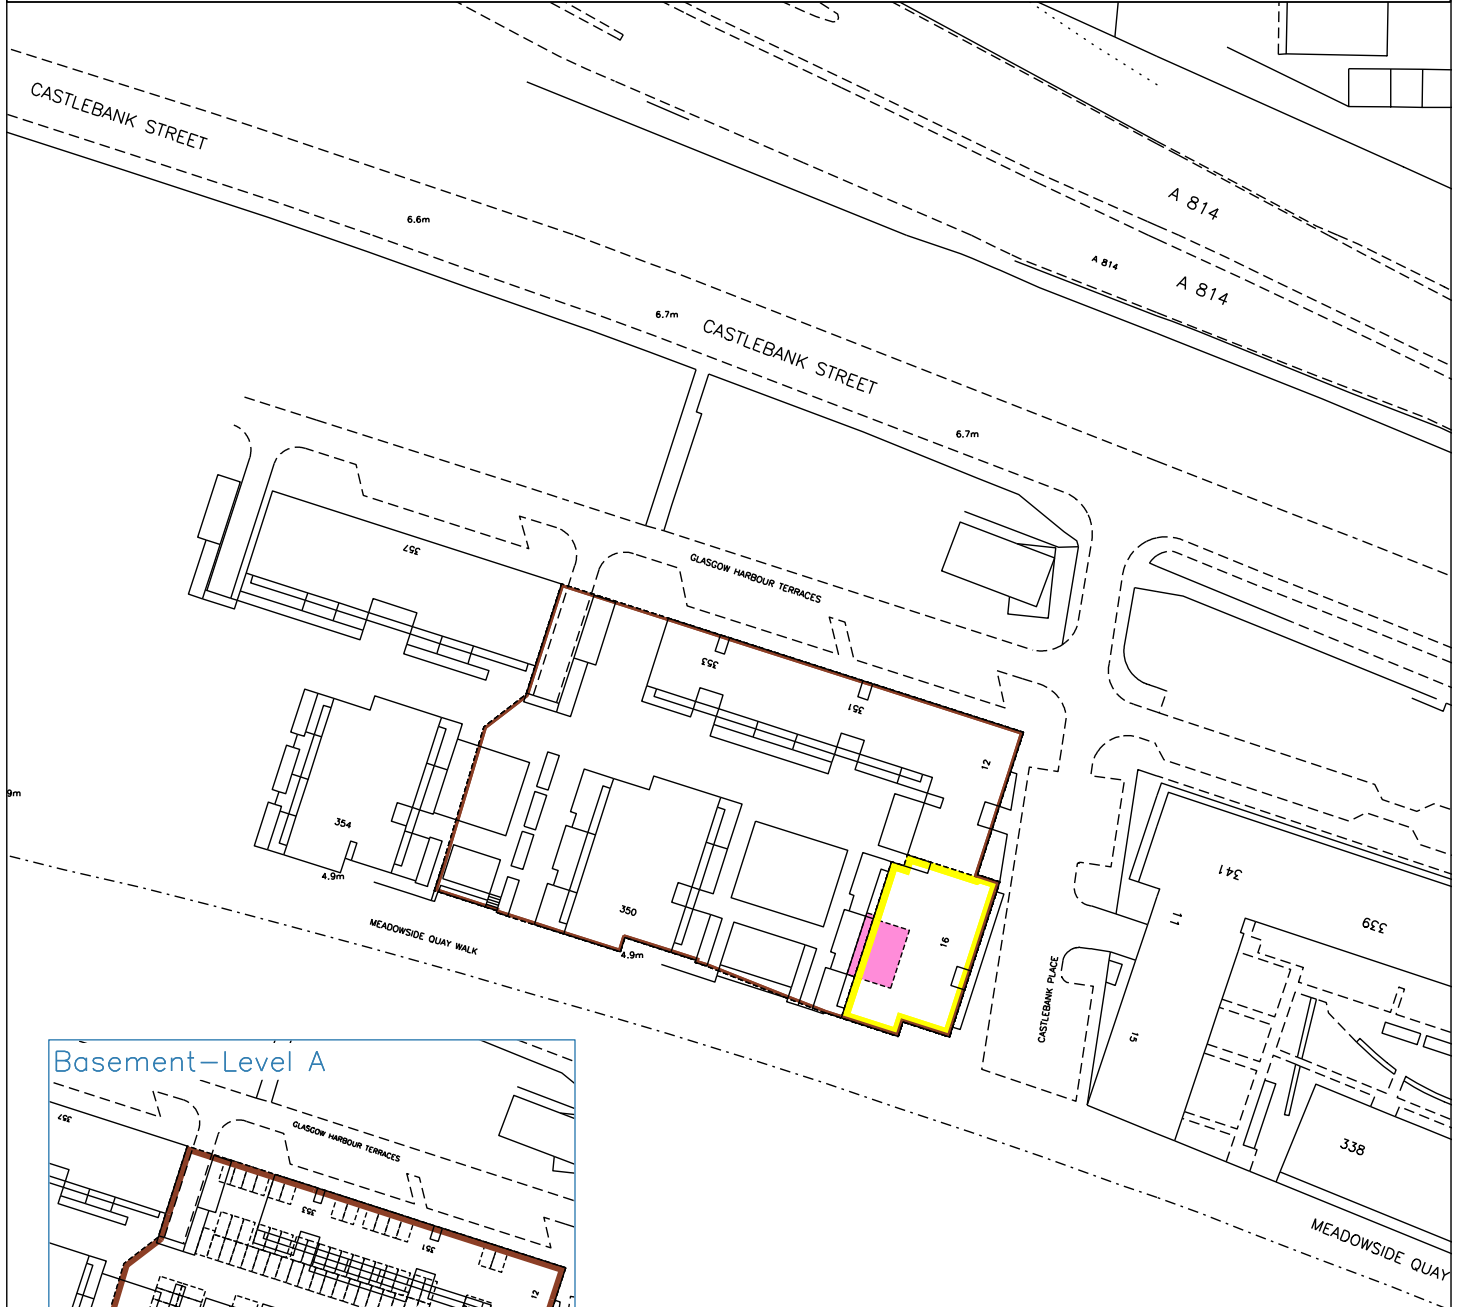 CASTLEBANK STREET
A 814
6.6m
A 814
A 814
6.7m
CASTLEBANK STREET
6.7m
357
GLASGOW HARBOUR TERRACES
353
351
12
9m
354
341
4.9m
350
11
339
MEADOWSIDE QUAY WALK
16
4.9m
CASTLEBANK PLACE
15
Basement-Level A
357
GLASGOW HARBOUR TERRACES
338
353
351
MEADOWSIDE QUAY
12